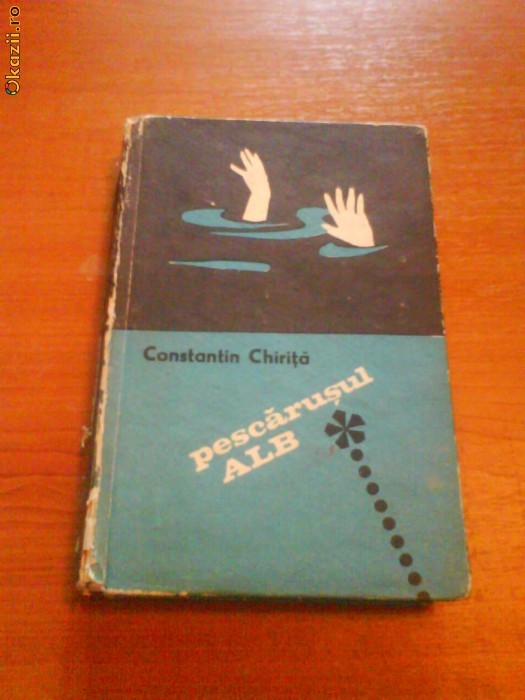 Okazii.ro
Constantin Chiriță
pescărușul
ALB